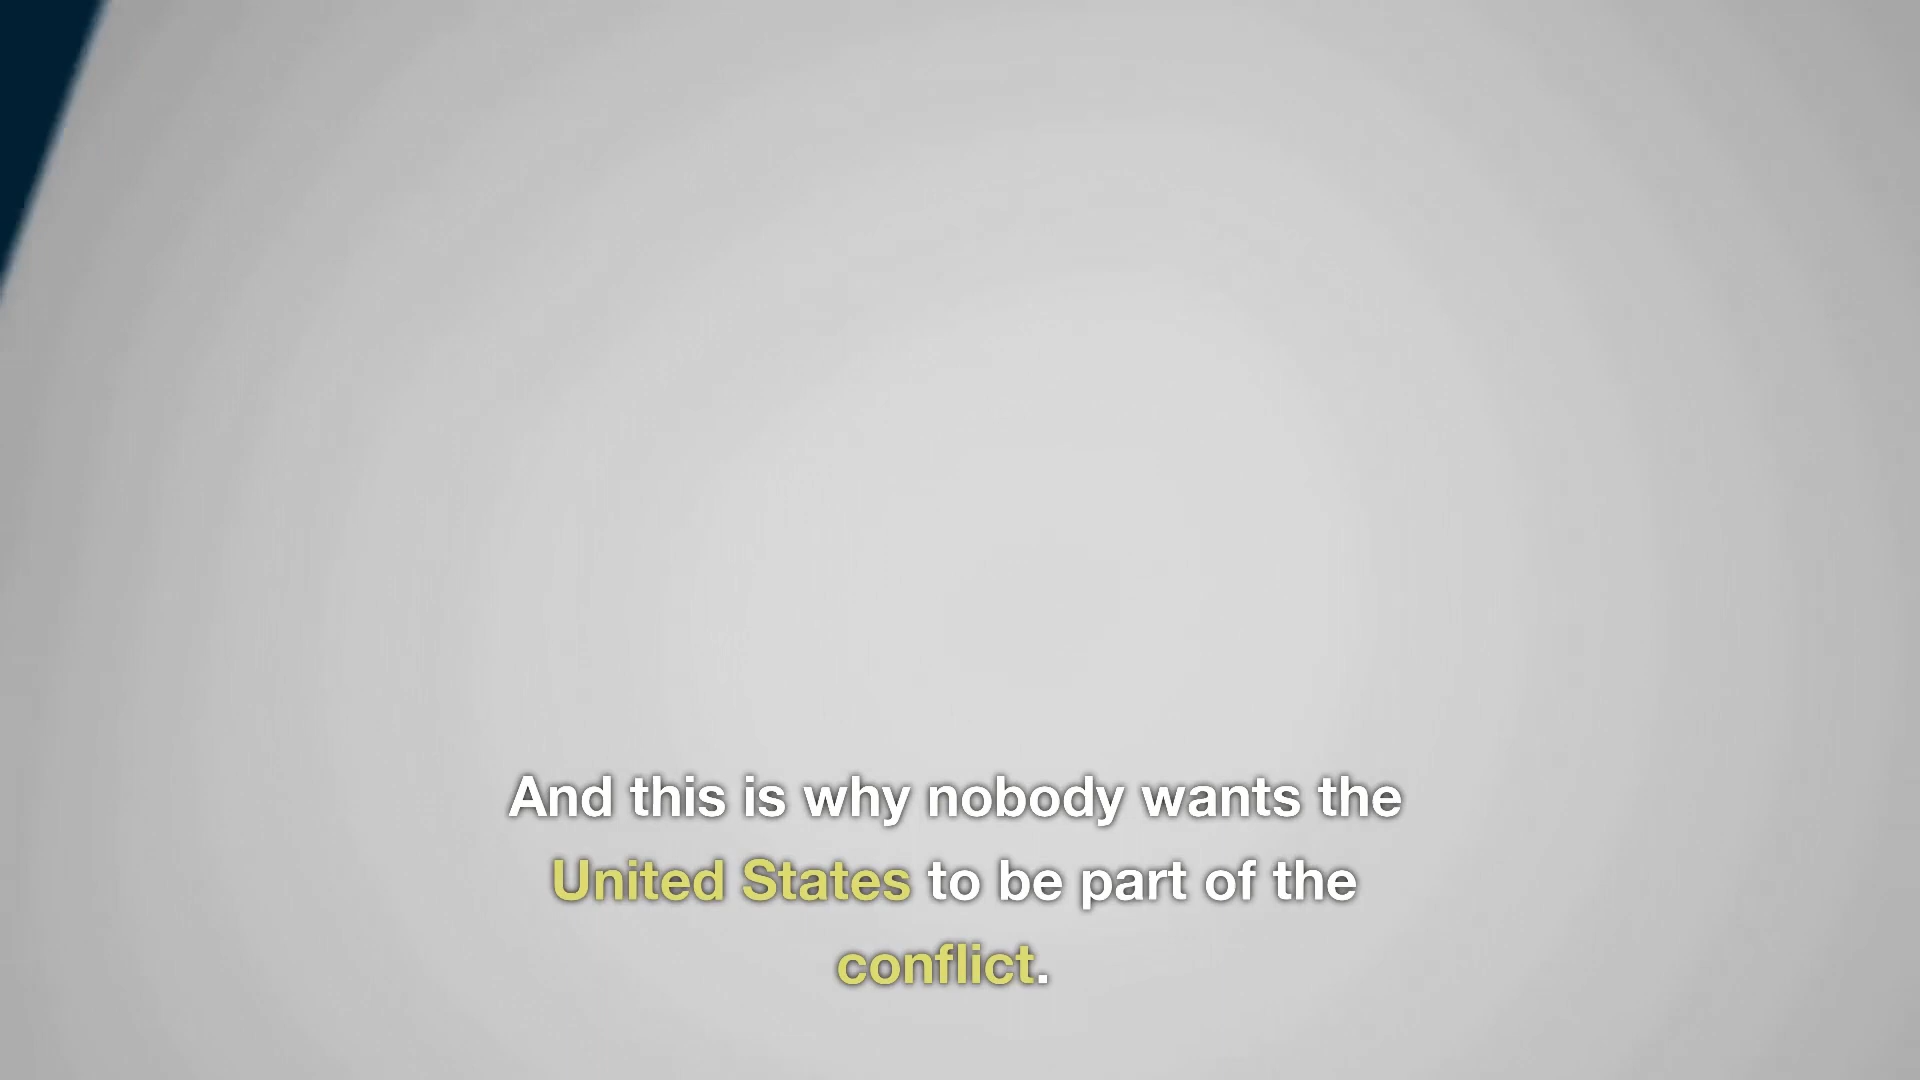 And this is why nobody wants the
United States to be part of the
conflict.